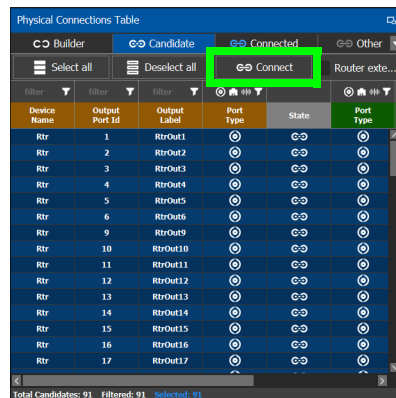 Physical Connections Table
Builder Candidate Connected Other
Select all Deselect all Connect Router exte...
filter filter filter
Device Name Output Port Id Output Label Port Type State Port Type
Rtr 1 RtrOut1
Rtr 2 RtrOut2
Rtr 3 RtrOut3
Rtr 4 RtrOut4
Rtr 5 RtrOut5
Rtr 6 RtrOut6
Rtr 9 RtrOut9
Rtr 10 RtrOut10
Rtr 11 RtrOut11
Rtr 12 RtrOut12
Rtr 13 RtrOut13
Rtr 14 RtrOut14
Rtr 15 RtrOut15
Rtr 16 RtrOut16
Rtr 17 RtrOut17
Total Candidates: 91 Filtered: 91 Selected: 91